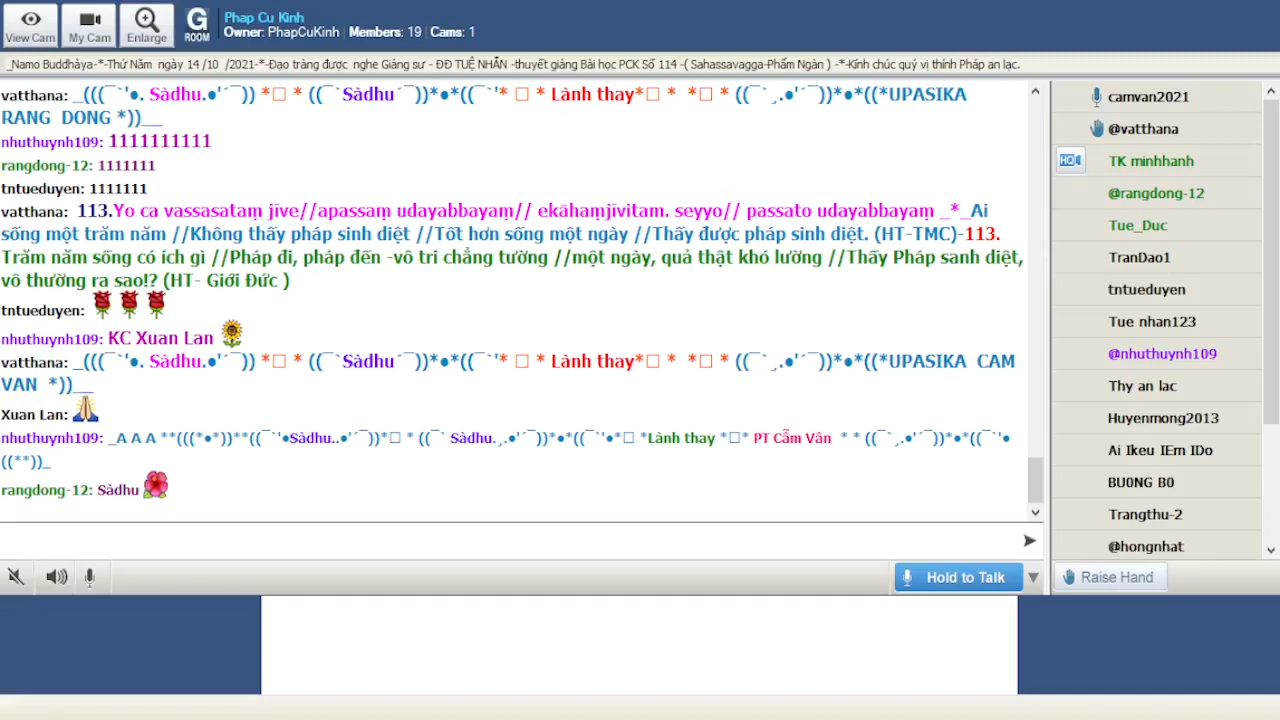 View Cam
My Cam
Enlarge
G
ROOM
Phap Cu Kinh
Owner: PhapCuKinh | Members: 19 | Cams: 1
_Namo Buddhàya-*-Thứ Năm ngày 14 /10 /2021-*-Đạo tràng được nghe Giảng sư - ĐĐ TUỆ NHẪN -thuyết giảng Bài học PCK Số 114 -( Sahassavagga-Phẩm Ngàn ) -*-Kính chúc quý vị thính Pháp an lạc.
vatthana: _(((¯`'●. Sàdhu.●'´¯)) *□ * ((¯`Sàdhu´¯))*●*((¯`'* □ * Lành thay*□ * *□ * ((¯`¸.●'´¯))*●*((*UPASIKA
RANG DONG *))__
nhuthuynh109: 1111111111
rangdong-12: 1111111
tntueduyen: 1111111
vatthana: 113.Yo ca vassasataṃ jīve//apassaṃ udayabbayaṃ// ekāhaṃjīvitam. seyyo// passato udayabbayaṃ _*_Ai
sống một trăm năm //Không thấy pháp sinh diệt //Tốt hơn sống một ngày //Thấy được pháp sinh diệt. (HT-TMC)-113.
Trăm năm sống có ích gì //Pháp đi, pháp đến -vô tri chẳng tường //một ngày, quả thật khó lường //Thấy Pháp sanh diệt,
vô thường ra sao!? (HT- Giới Đức )
tntueduyen:
nhuthuynh109: KC Xuan Lan
vatthana: _(((¯`'●. Sàdhu.●'´¯)) *□ * ((¯`Sàdhu´¯))*●*((¯`'* □ * Lành thay*□ * *□ * ((¯`¸.●'´¯))*●*((*UPASIKA CAM
VAN *))__
Xuan Lan:
nhuthuynh109: _A A A **(((*●*))**((¯`'●Sàdhu..●'´¯))*□ * ((¯` Sàdhu.¸.●'´¯))*●*((¯`'●*□ *Lành thay *□* PT Cẩm Vân * * ((¯`¸.●'´¯))*●*((¯`'●
((**))_
rangdong-12: Sàdhu
Hold to Talk
camvan2021
@vatthana
HQ
TK minhhanh
@rangdong-12
Tue_Duc
TranDao1
tntueduyen
Tue nhan123
@nhuthuynh109
Thy an lac
Huyenmong2013
Ai Ikeu IEm IDo
BU0NG B0
Trangthu-2
@hongnhat
Raise Hand